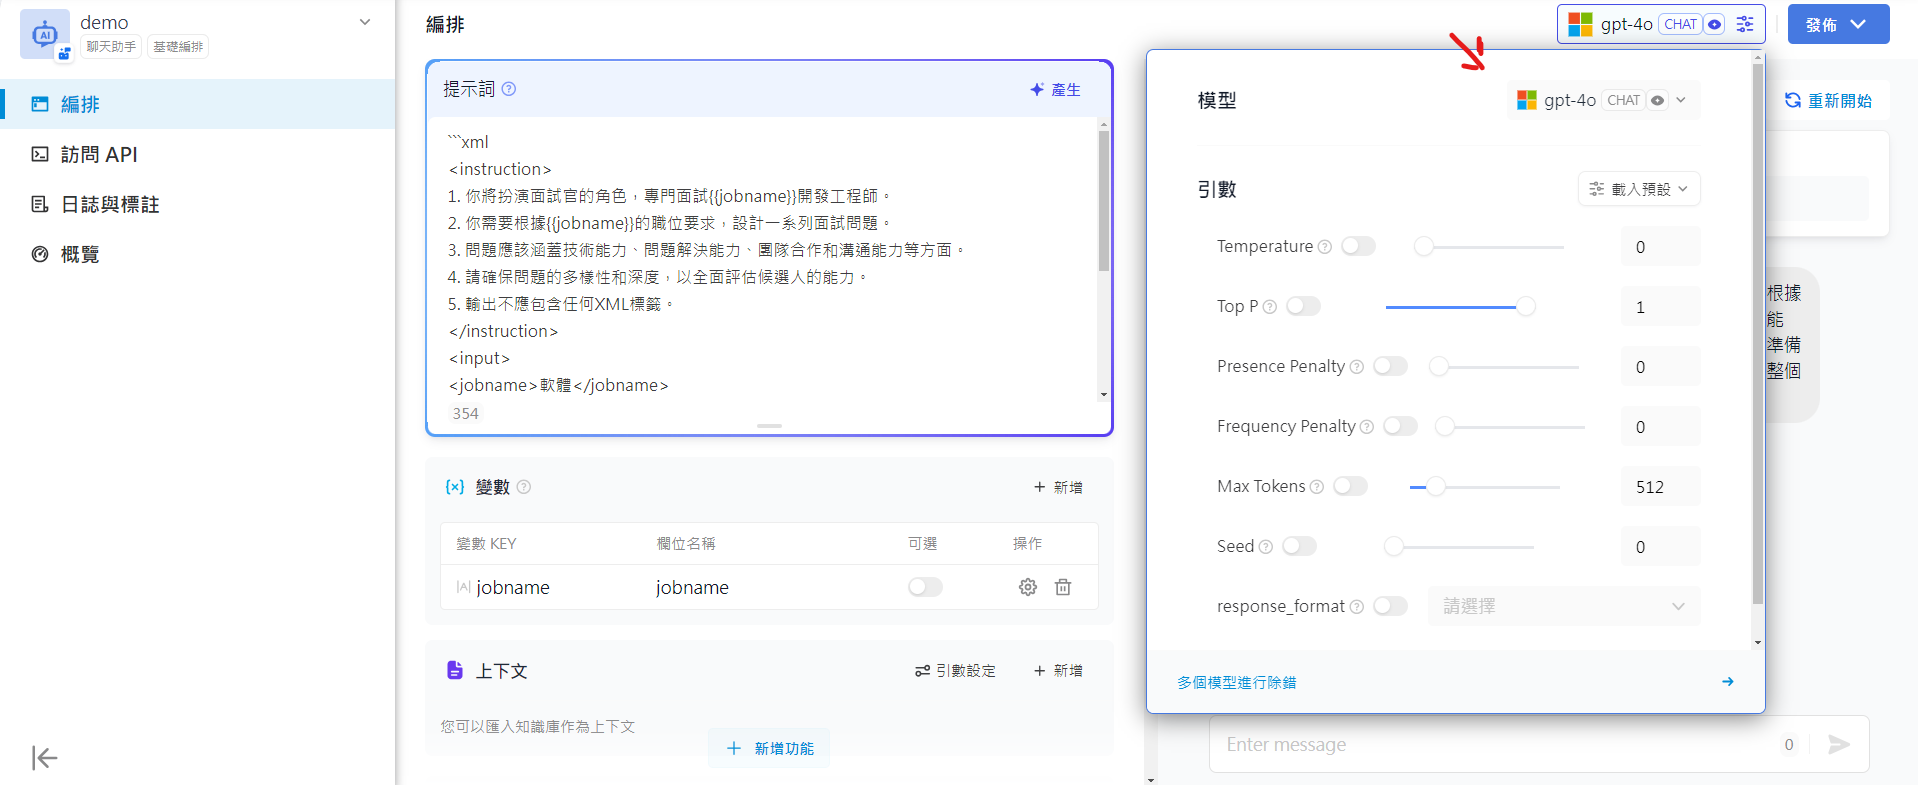 demo
聊天助手 基礎編排
編排
訪問 API
日誌與標註
概覽
編排
gpt-4o CHAT
發佈
提示詞
產生
```xml
<instruction>
1. 你將扮演面試官的角色，專門面試{{jobname}}開發工程師。
2. 你需要根據{{jobname}}的職位要求，設計一系列面試問題。
3. 問題應該涵蓋技術能力、問題解決能力、團隊合作和溝通能力等方面。
4. 請確保問題的多樣性和深度，以全面評估候選人的能力。
5. 輸出不應包含任何XML標籤。
</instruction>
<input>
<jobname>軟體</jobname>
354
變數
+ 新增
變數 KEY 欄位名稱 可選 操作
jobname jobname
上下文
引數設定 + 新增
您可以匯入知識庫作為上下文
+ 新增功能
模型
gpt-4o CHAT
引數
載入預設
Temperature 0
Top P 1
Presence Penalty 0
Frequency Penalty 0
Max Tokens 512
Seed 0
response_format 請選擇
多個模型進行除錯
重新開始
根據
能
準備
整個
Enter message 0